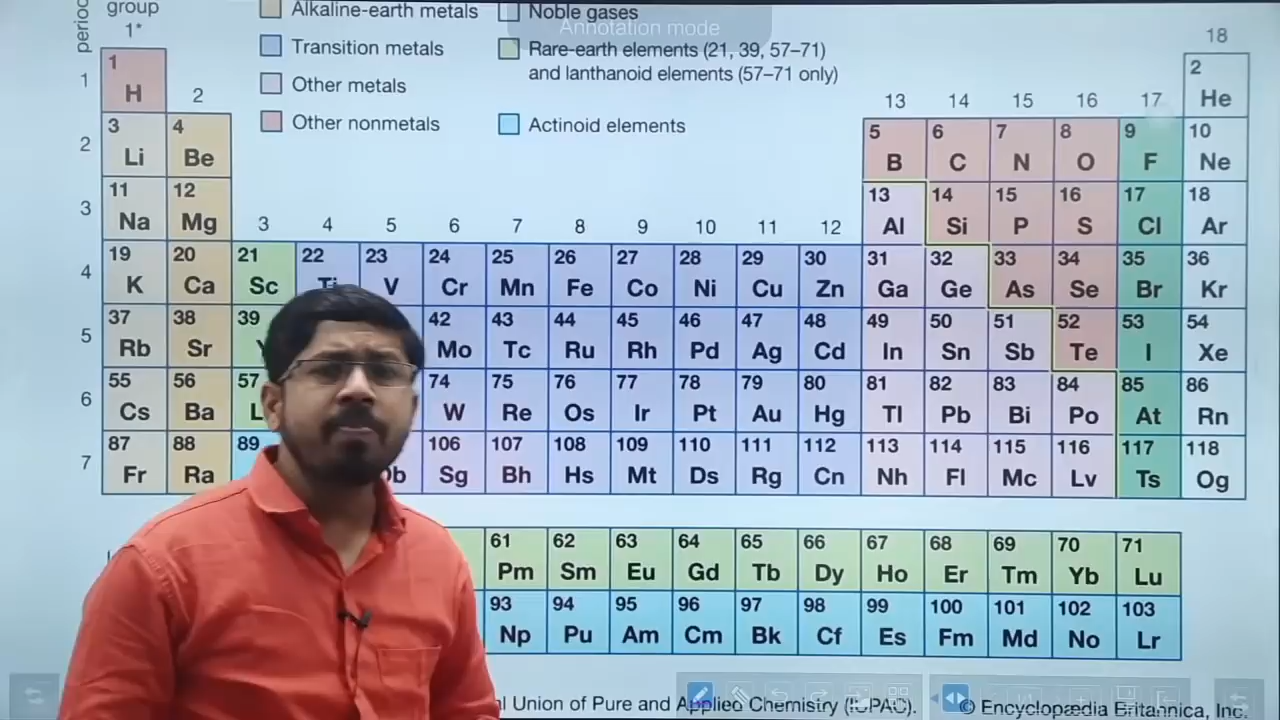 group
1*
Alkaline-earth metals
Noble gases
Annotation mode
Transition metals
Rare-earth elements (21, 39, 57–71)
and lanthanoid elements (57–71 only)
Other metals
Other nonmetals
Actinoid elements
18
1
1
H
2
2
He
13 14 15 16 17
2
3 4 5 6 7 8 9 10
Li Be B C N O F Ne
3
11 12 13 14 15 16 17 18
Na Mg Al Si P S Cl Ar
3 4 5 6 7 8 9 10 11 12
4
19 20 21 22 23 24 25 26 27 28 29 30 31 32 33 34 35 36
K Ca Sc V Cr Mn Fe Co Ni Cu Zn Ga Ge As Se Br Kr
5
37 38 39 42 43 44 45 46 47 48 49 50 51 52 53 54
Rb Sr Mo Tc Ru Rh Pd Ag Cd In Sn Sb Te I Xe
6
55 56 57 74 75 76 77 78 79 80 81 82 83 84 85 86
Cs Ba W Re Os Ir Pt Au Hg Tl Pb Bi Po At Rn
7
87 88 89 106 107 108 109 110 111 112 113 114 115 116 117 118
Fr Ra Sg Bh Hs Mt Ds Rg Cn Nh Fl Mc Lv Ts Og
61 62 63 64 65 66 67 68 69 70 71
Pm Sm Eu Gd Tb Dy Ho Er Tm Yb Lu
93 94 95 96 97 98 99 100 101 102 103
Np Pu Am Cm Bk Cf Es Fm Md No Lr
Union of Pure and Applied Chemistry (IUPAC). © Encyclopædia Britannica, Inc.